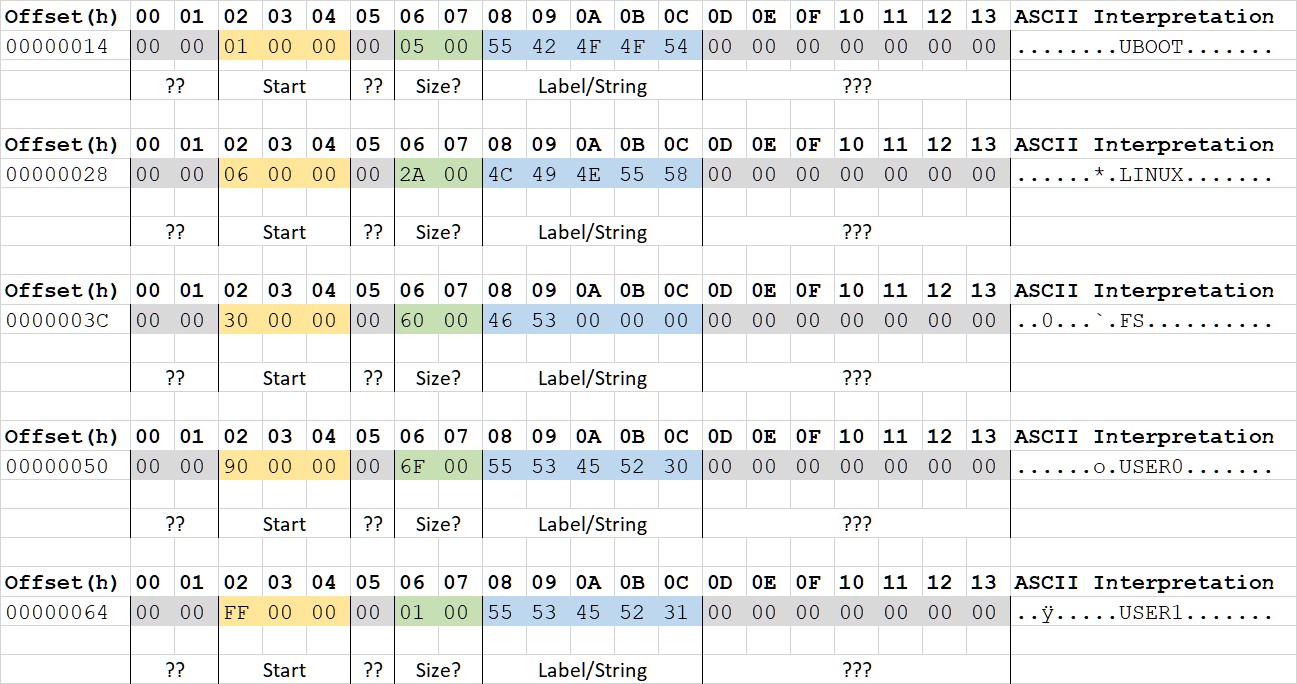 Offset(h) 00 01 02 03 04 05 06 07 08 09 0A 0B 0C 0D 0E 0F 10 11 12 13 ASCII Interpretation
00000014 00 00 01 00 00 00 05 00 55 42 4F 4F 54 00 00 00 00 00 00 00 ........UBOOT.......
?? Start ?? Size? Label/String ???
Offset(h) 00 01 02 03 04 05 06 07 08 09 0A 0B 0C 0D 0E 0F 10 11 12 13 ASCII Interpretation
00000028 00 00 06 00 00 00 2A 00 4C 49 4E 55 58 00 00 00 00 00 00 00 ......*.LINUX.......
?? Start ?? Size? Label/String ???
Offset(h) 00 01 02 03 04 05 06 07 08 09 0A 0B 0C 0D 0E 0F 10 11 12 13 ASCII Interpretation
0000003C 00 00 30 00 00 00 60 00 46 53 00 00 00 00 00 00 00 00 00 00 ..0...`.FS..........
?? Start ?? Size? Label/String ???
Offset(h) 00 01 02 03 04 05 06 07 08 09 0A 0B 0C 0D 0E 0F 10 11 12 13 ASCII Interpretation
00000050 00 00 90 00 00 00 6F 00 55 53 45 52 30 00 00 00 00 00 00 00 ......o.USER0.......
?? Start ?? Size? Label/String ???
Offset(h) 00 01 02 03 04 05 06 07 08 09 0A 0B 0C 0D 0E 0F 10 11 12 13 ASCII Interpretation
00000064 00 00 FF 00 00 00 01 00 55 53 45 52 31 00 00 00 00 00 00 00 ..ÿ.....USER1.......
?? Start ?? Size? Label/String ???